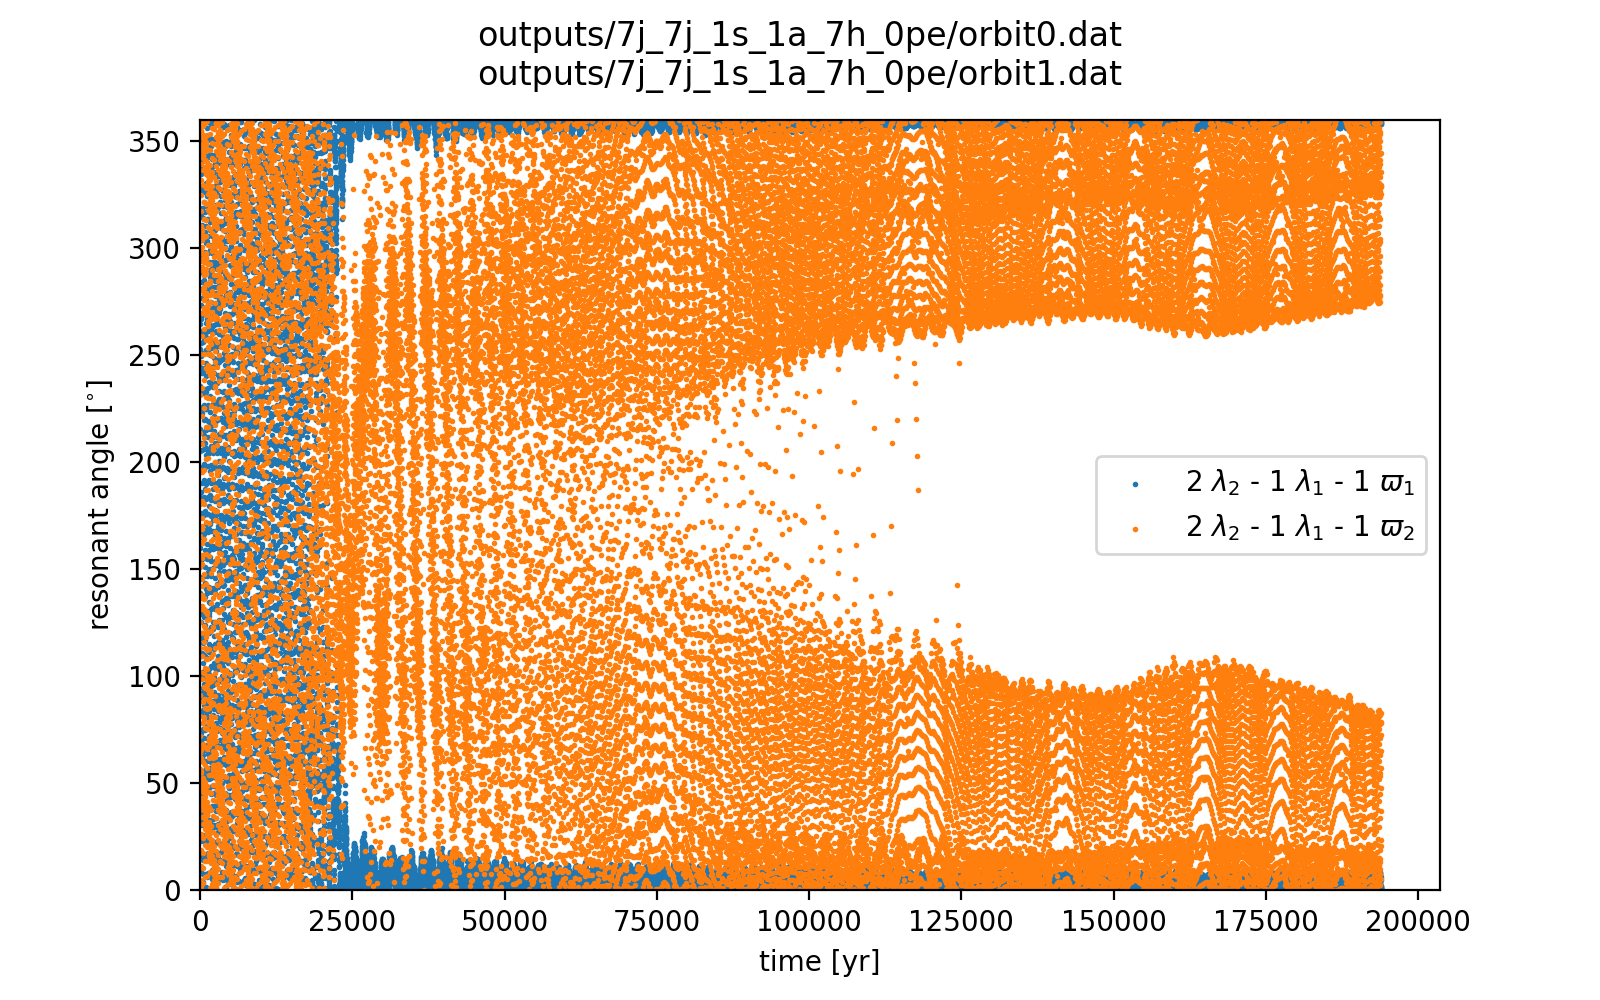 outputs/7j_7j_1s_1a_7h_0pe/orbit0.dat
outputs/7j_7j_1s_1a_7h_0pe/orbit1.dat
350
300
250
200
150
100
50
0
resonant angle [°]
2 λ₂ - 1 λ₁ - 1 ϖ₁
2 λ₂ - 1 λ₁ - 1 ϖ₂
0 25000 50000 75000 100000 125000 150000 175000 200000
time [yr]